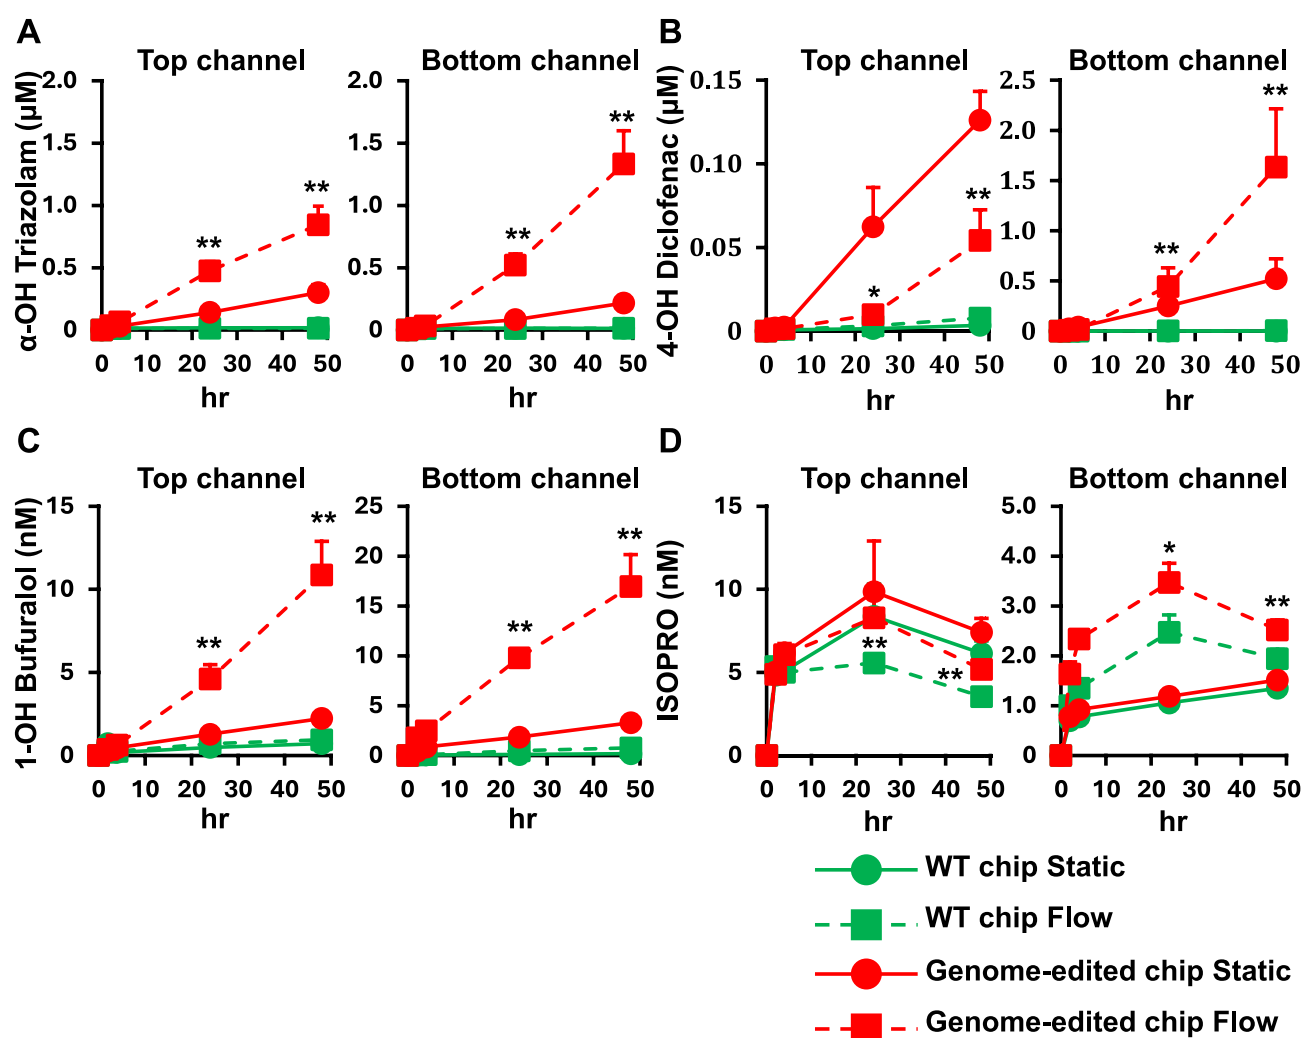 A
Top channel
Bottom channel
α-OH Triazolam (µM)
2.0
1.5
1.0
0.5
0
**
**
0 10 20 30 40 50
hr
2.0
1.5
1.0
0.5
0
**
**
0 10 20 30 40 50
hr
B
Top channel
Bottom channel
4-OH Diclofenac (µM)
0.15
0.10
0.05
0
*
**
0 10 20 30 40 50
hr
2.5
2.0
1.5
1.0
0.5
0
**
**
0 10 20 30 40 50
hr
C
Top channel
Bottom channel
1-OH Bufuralol (nM)
15
10
5
0
**
**
0 10 20 30 40 50
hr
25
20
15
10
5
0
**
**
0 10 20 30 40 50
hr
D
Top channel
Bottom channel
ISOPRO (nM)
15
10
5
0
**
**
0 10 20 30 40 50
hr
5.0
4.0
3.0
2.0
1.0
0
*
**
0 10 20 30 40 50
hr
WT chip Static
WT chip Flow
Genome-edited chip Static
Genome-edited chip Flow